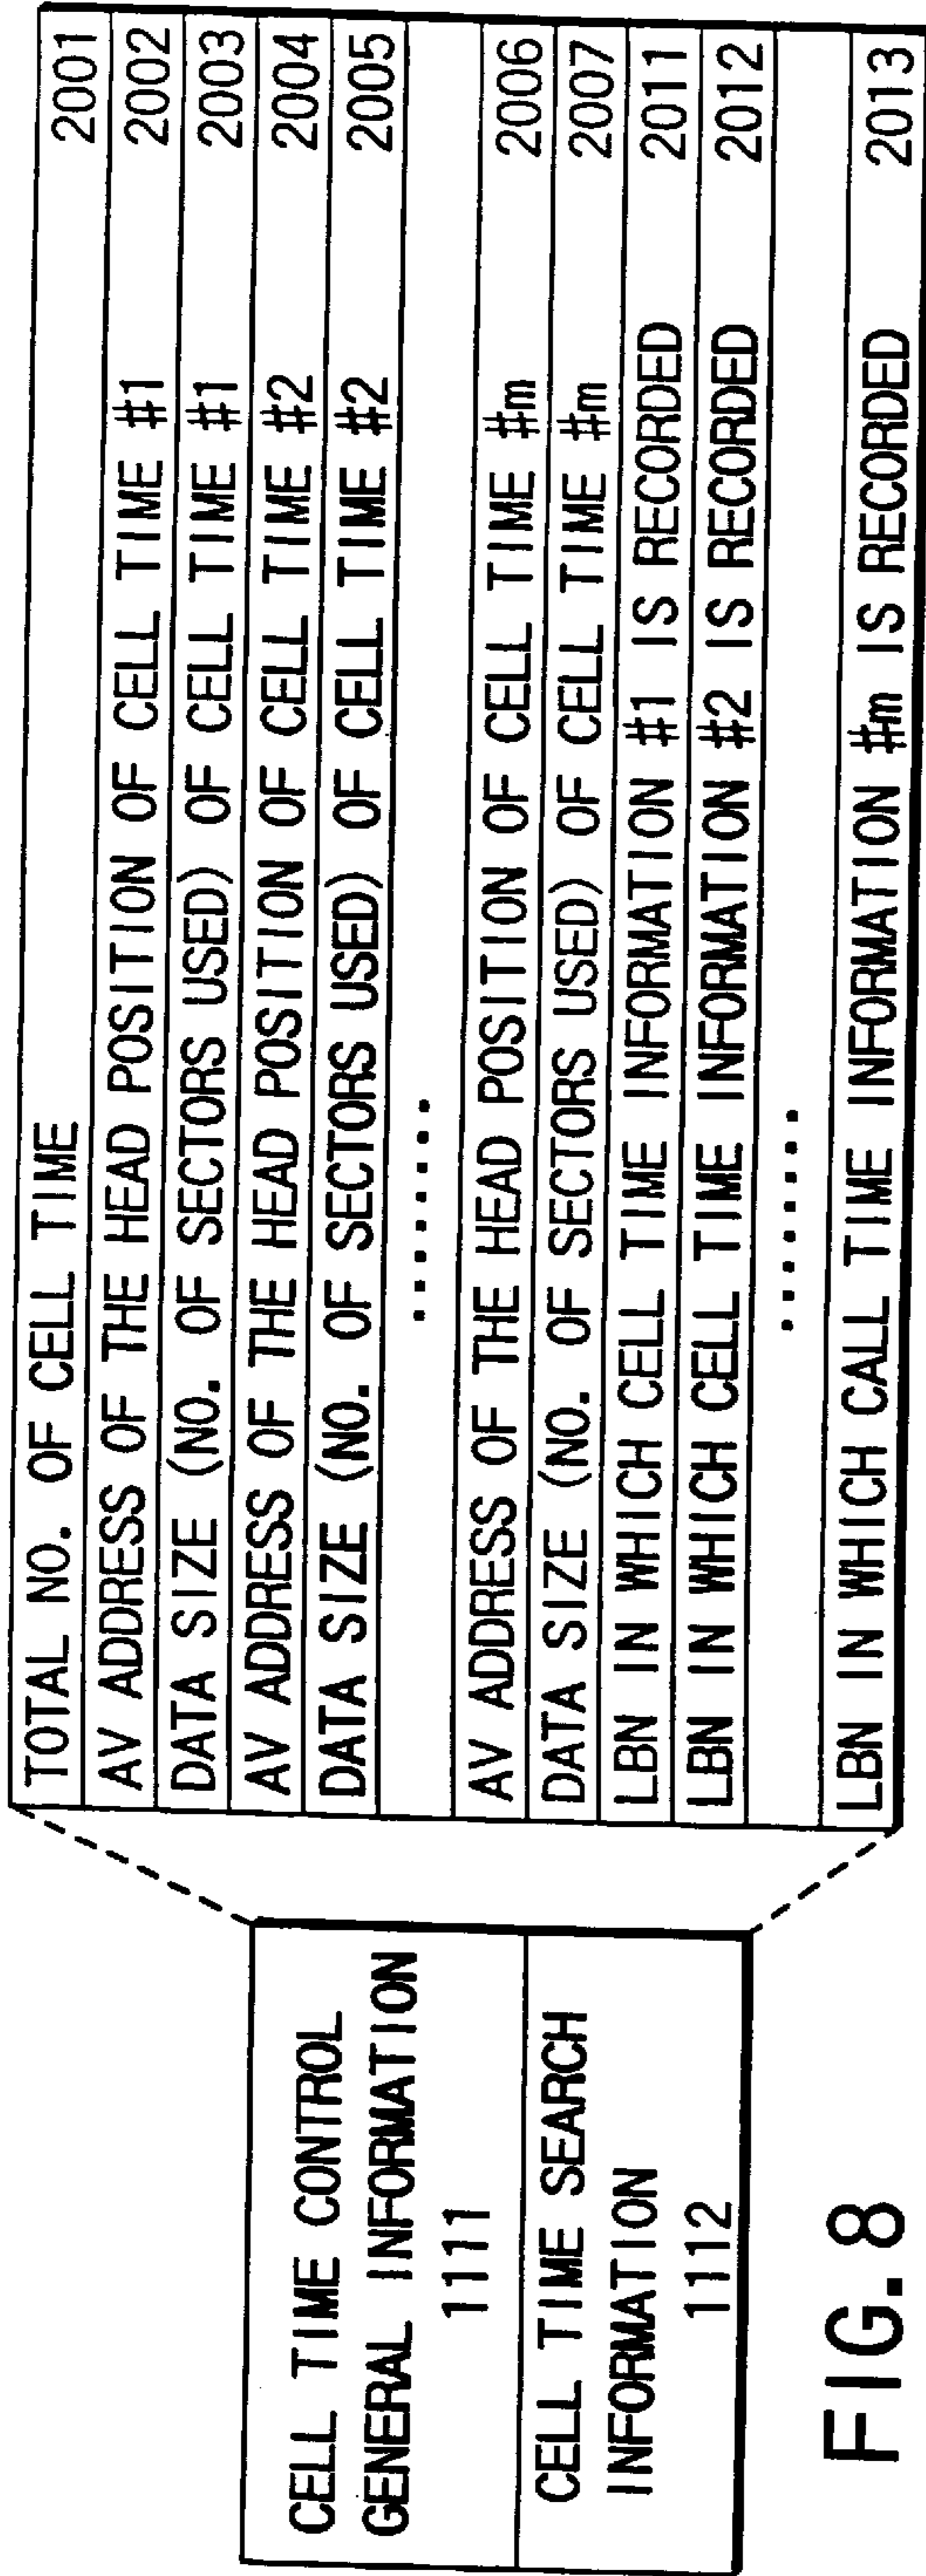 CELL TIME CONTROL
GENERAL INFORMATION
1111
CELL TIME SEARCH
INFORMATION
1112
TOTAL NO. OF CELL TIME 2001
AV ADDRESS OF THE HEAD POSITION OF CELL TIME #1 2002
DATA SIZE (NO. OF SECTORS USED) OF CELL TIME #1 2003
AV ADDRESS OF THE HEAD POSITION OF CELL TIME #2 2004
DATA SIZE (NO. OF SECTORS USED) OF CELL TIME #2 2005
......
AV ADDRESS OF THE HEAD POSITION OF CELL TIME #m 2006
DATA SIZE (NO. OF SECTORS USED) OF CELL TIME #m 2007
LBN IN WHICH CELL TIME INFORMATION #1 IS RECORDED 2011
LBN IN WHICH CELL TIME INFORMATION #2 IS RECORDED 2012
......
LBN IN WHICH CALL TIME INFORMATION #m IS RECORDED 2013
FIG. 8